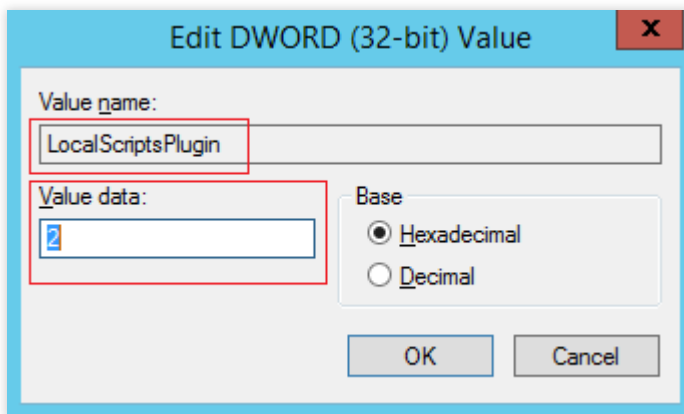 Edit DWORD (32-bit) Value
x
Value name:
LocalScriptsPlugin
Value data:
2
Base
Hexadecimal
Decimal
OK
Cancel